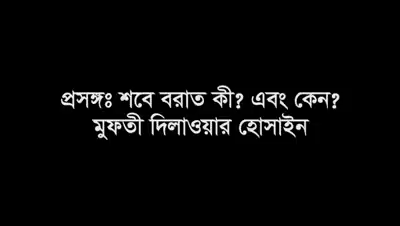 প্রসঙ্গঃ শবে বরাত কী? এবং কেন?
মুফতী দিলাওয়ার হোসাইন